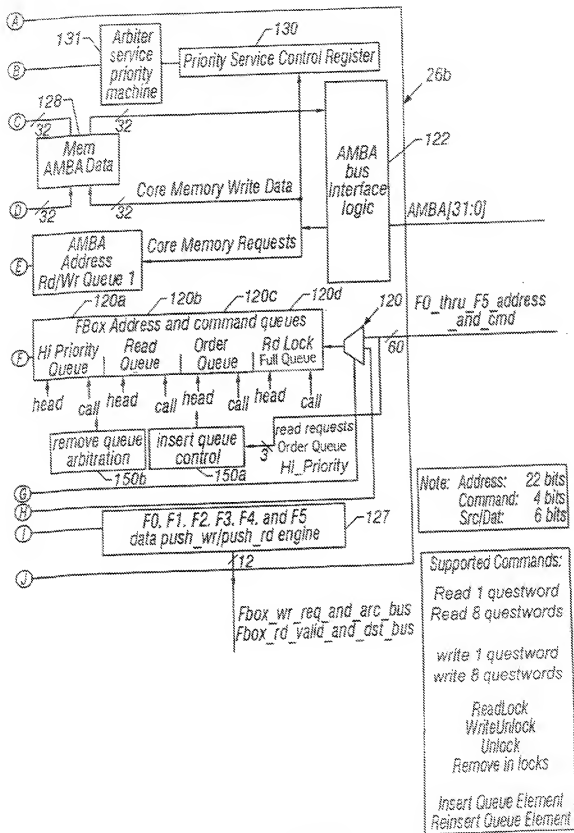 A
131
Arbiter
service
priority
machine
130
Priority Service Control Register
B
26b
128
C
32
32
Mem
AMBA Data
122
AMBA
bus
Interface
logic
Core Memory Write Data
D
32
32
AMBA[31:0]
Core Memory Requests
AMBA
Address
Rd/Wr Queue 1
E
120a
120b
120c
120d
120
FBox Address and command queues
Hi Priority
Queue
Read
Queue
Order
Queue
Rd Lock
Full Queue
F
F0_thru_F5_address
_and_cmd
60
head
call
head
call
head
call
head
call
remove queue
arbitration
insert queue
control
3
read requests
Order Queue
Hi_Priority
150b
150a
G
H
Note: Address: 22 bits
Command: 4 bits
Src/Dat: 6 bits
I
F0, F1, F2, F3, F4, and F5
data push_wr/push_rd engine
127
J
12
Fbox_wr_req_and_arc_bus
Fbox_rd_valid_and_dst_bus
Supported Commands:
Read 1 questword
Read 8 questwords
write 1 questword
write 8 questwords
ReadLock
WriteUnlock
Unlock
Remove in locks
Insert Queue Element
Reinsert Queue Element